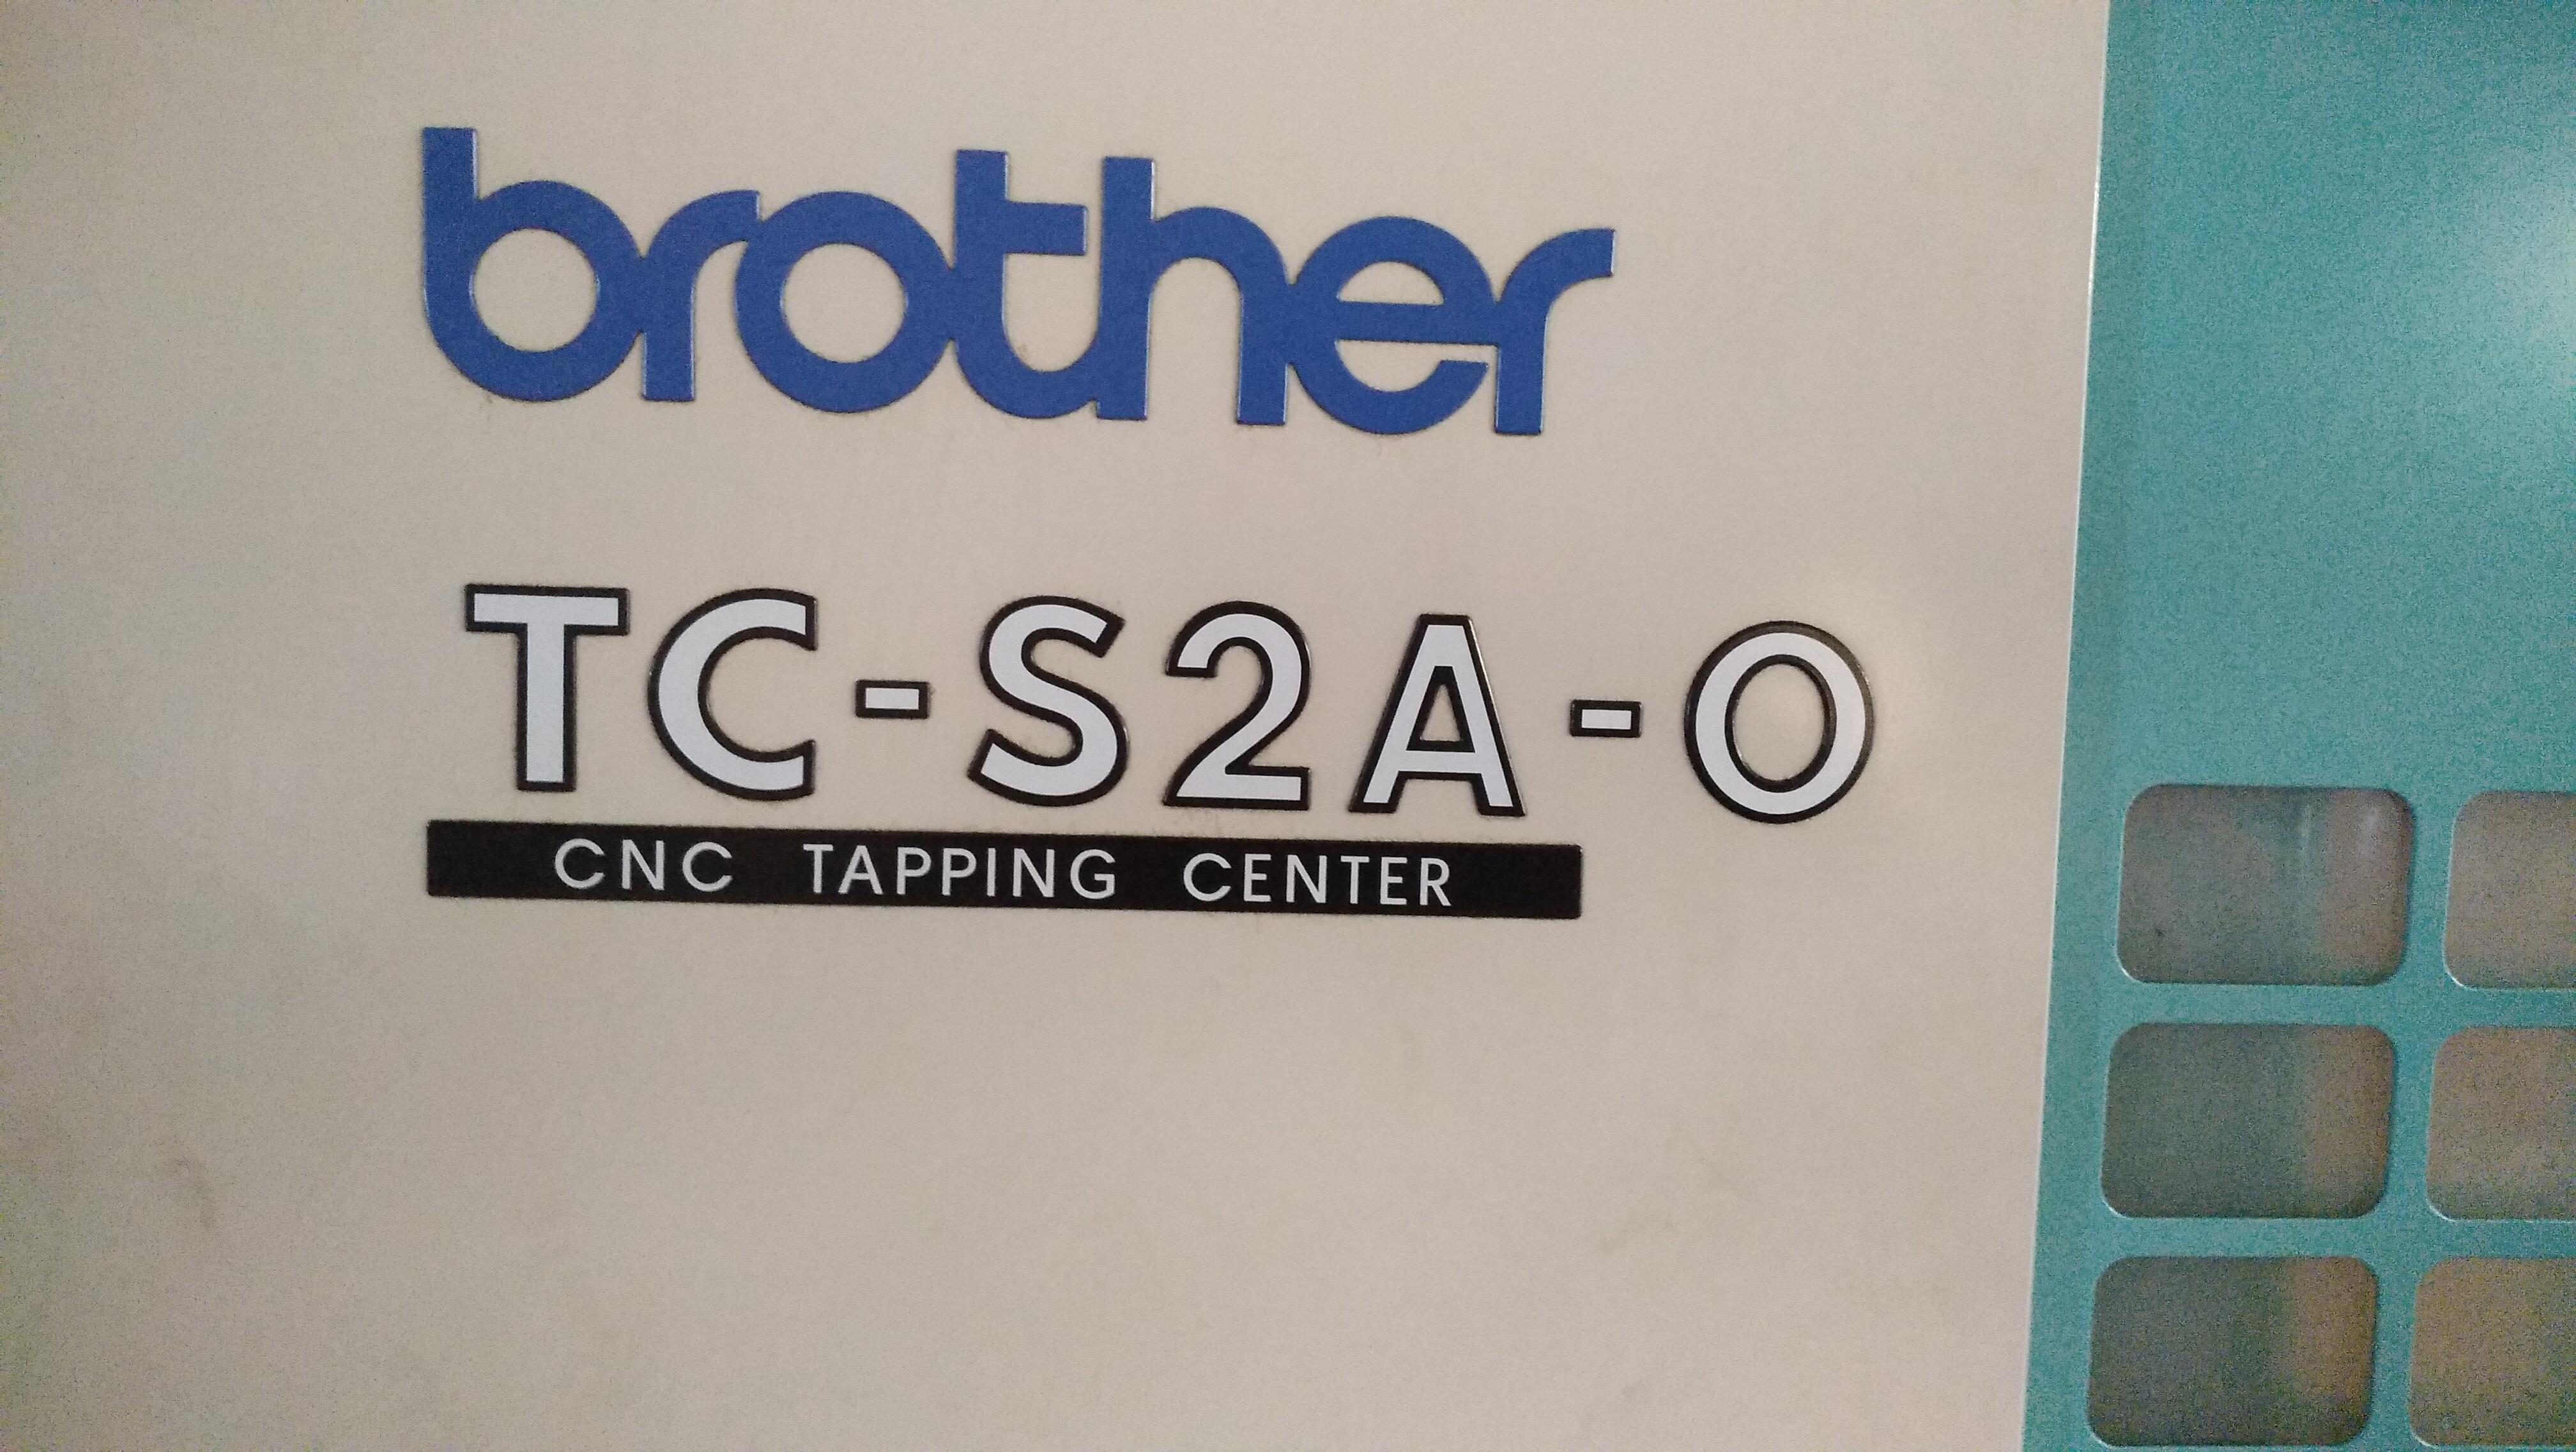 brother
TC-S2A-O
CNC TAPPING CENTER